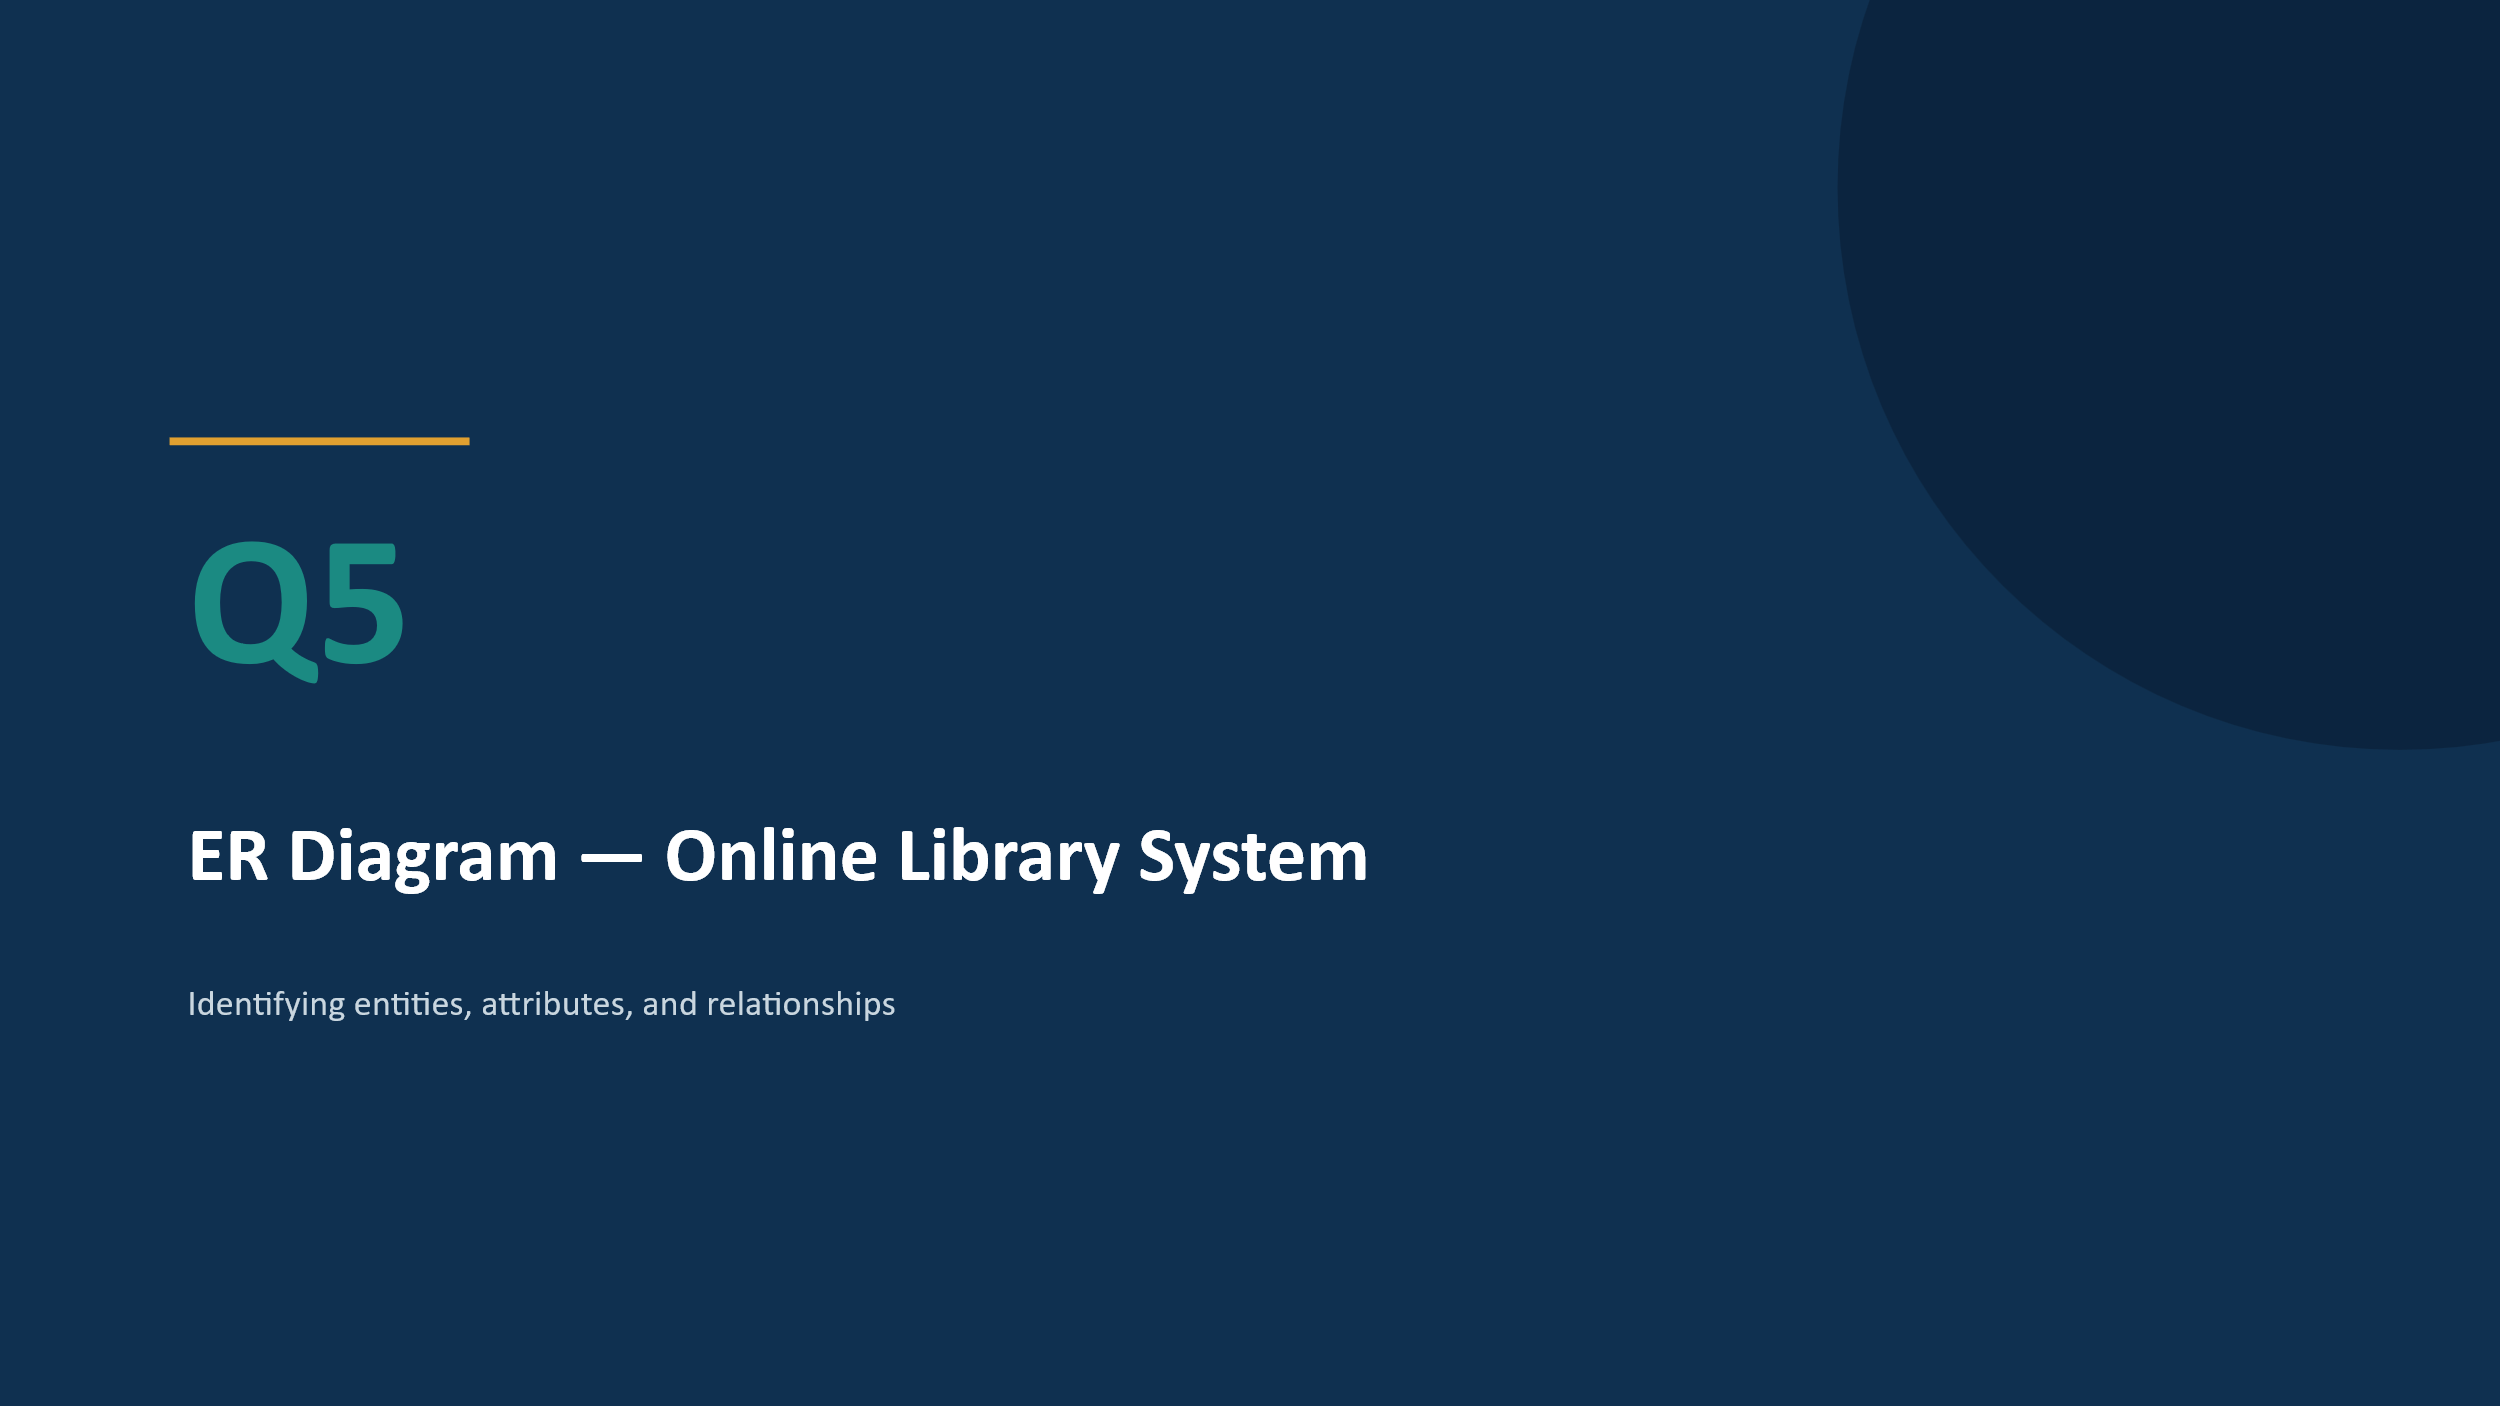 Q5
ER Diagram — Online Library System
Identifying entities, attributes, and relationships